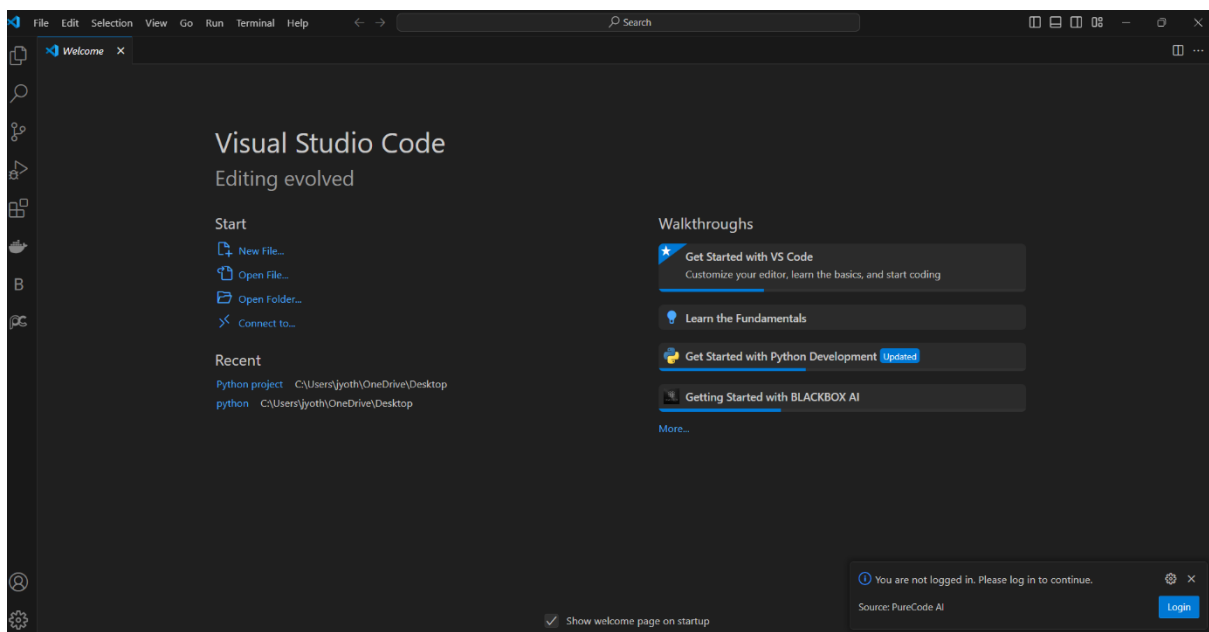 File Edit Selection View Go Run Terminal Help Search
Welcome
Visual Studio Code
Editing evolved
Start
New File...
Open File...
Open Folder...
Connect to...
Recent
Python project C:\Users\jyoth\OneDrive\Desktop
python C:\Users\jyoth\OneDrive\Desktop
Walkthroughs
Get Started with VS Code
Customize your editor, learn the basics, and start coding
Learn the Fundamentals
Get Started with Python Development Updated
Getting Started with BLACKBOX AI
More...
B
You are not logged in. Please log in to continue.
Source: PureCode AI
Login
Show welcome page on startup